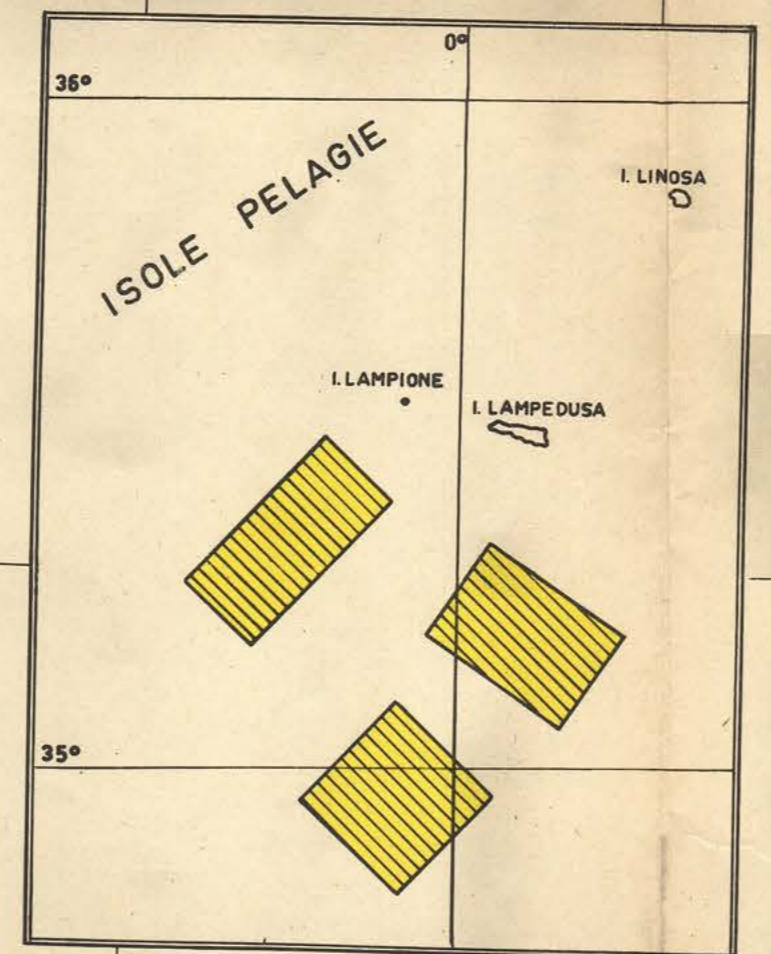 0°
36°
I. LINOSA
ISOLE PELAGIE
I. LAMPIONE
I. LAMPEDUSA
35°